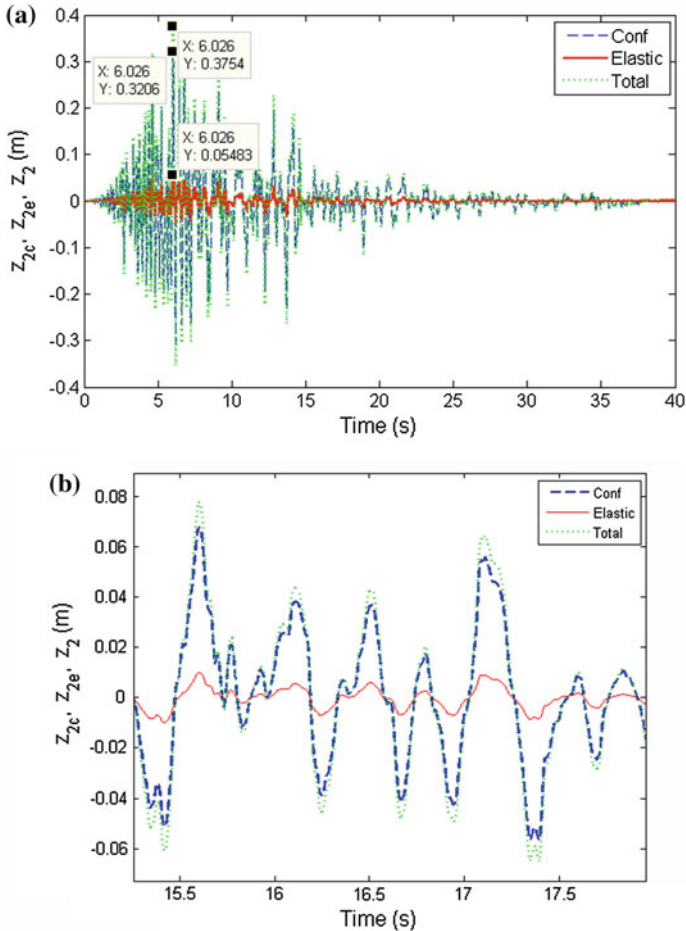 (a)
0.4
0.3
0.2
0.1
0
-0.1
-0.2
-0.3
-0.4
z2c, z2e, z2 (m)
X: 6.026
Y: 0.3206
X: 6.026
Y: 0.3754
X: 6.026
Y: 0.05483
Conf
Elastic
Total
0 5 10 15 20 25 30 35 40
Time (s)
(b)
0.08
0.06
0.04
0.02
0
-0.02
-0.04
-0.06
z2c, z2e, z2 (m)
Conf
Elastic
Total
15.5 16 16.5 17 17.5
Time (s)